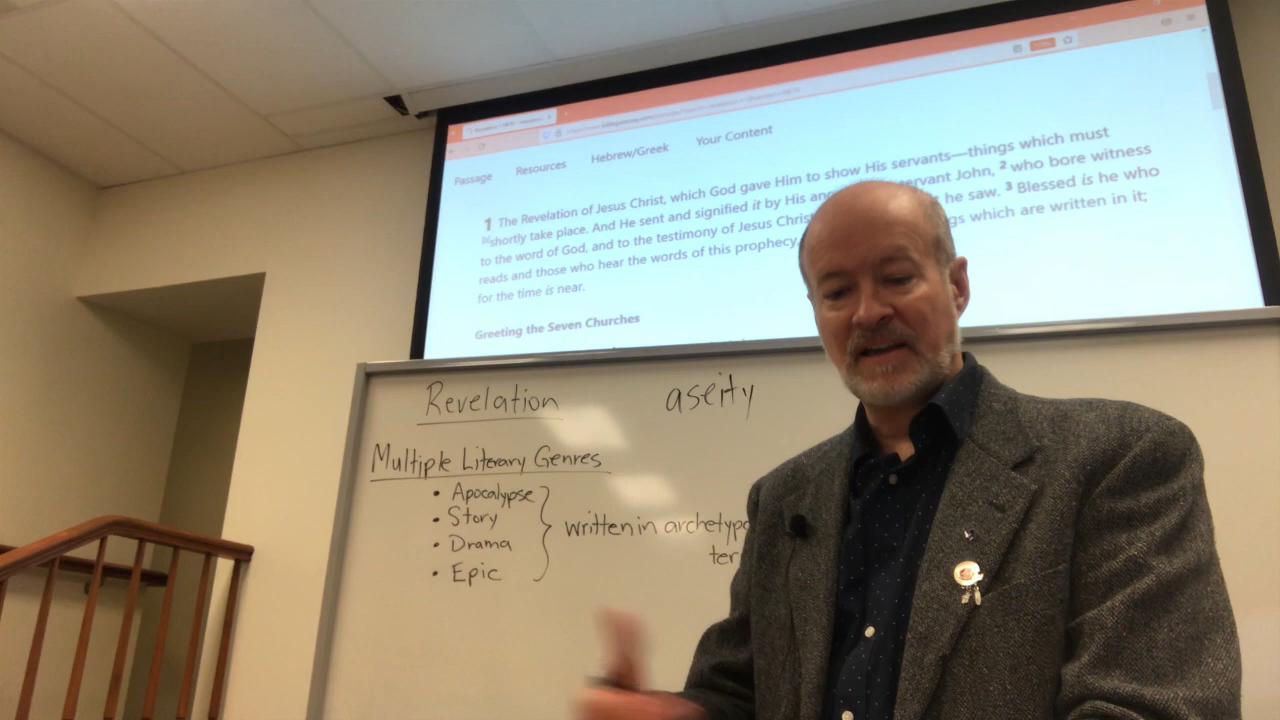 Passage Resources Hebrew/Greek Your Content
1 The Revelation of Jesus Christ, which God gave Him to show His servants—things which must
shortly take place. And He sent and signified it by His servant John, 2 who bore witness
to the word of God, and to the testimony of Jesus he saw. 3 Blessed is he who
reads and those who hear the words of this prophecy, which are written in it;
for the time is near.
Greeting the Seven Churches
Revelation aseity
Multiple Literary Genres
• Apocalypse
• Story
• Drama
• Epic
written in